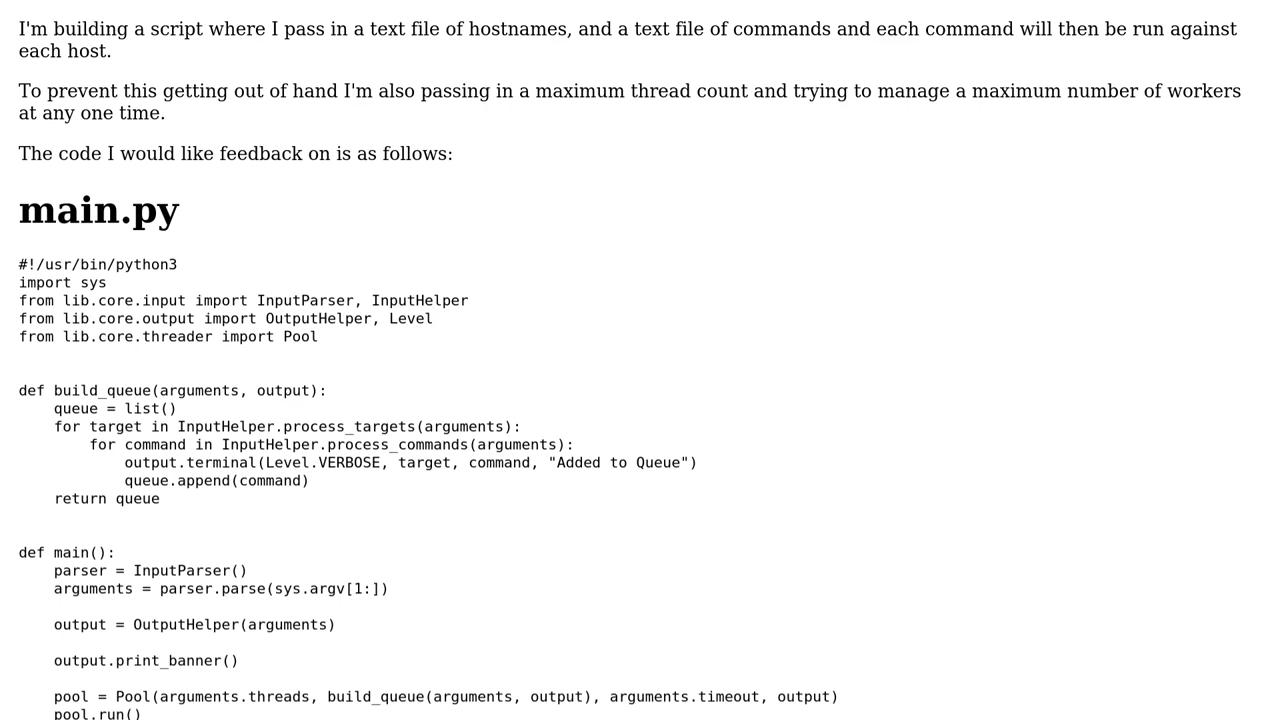 I'm building a script where I pass in a text file of hostnames, and a text file of commands and each command will then be run against
each host.
To prevent this getting out of hand I'm also passing in a maximum thread count and trying to manage a maximum number of workers
at any one time.
The code I would like feedback on is as follows:
main.py
#!/usr/bin/python3
import sys
from lib.core.input import InputParser, InputHelper
from lib.core.output import OutputHelper, Level
from lib.core.threader import Pool
def build_queue(arguments, output):
    queue = list()
    for target in InputHelper.process_targets(arguments):
        for command in InputHelper.process_commands(arguments):
            output.terminal(Level.VERBOSE, target, command, "Added to Queue")
            queue.append(command)
    return queue
def main():
    parser = InputParser()
    arguments = parser.parse(sys.argv[1:])
    output = OutputHelper(arguments)
    output.print_banner()
    pool = Pool(arguments.threads, build_queue(arguments, output), arguments.timeout, output)
    pool.run()